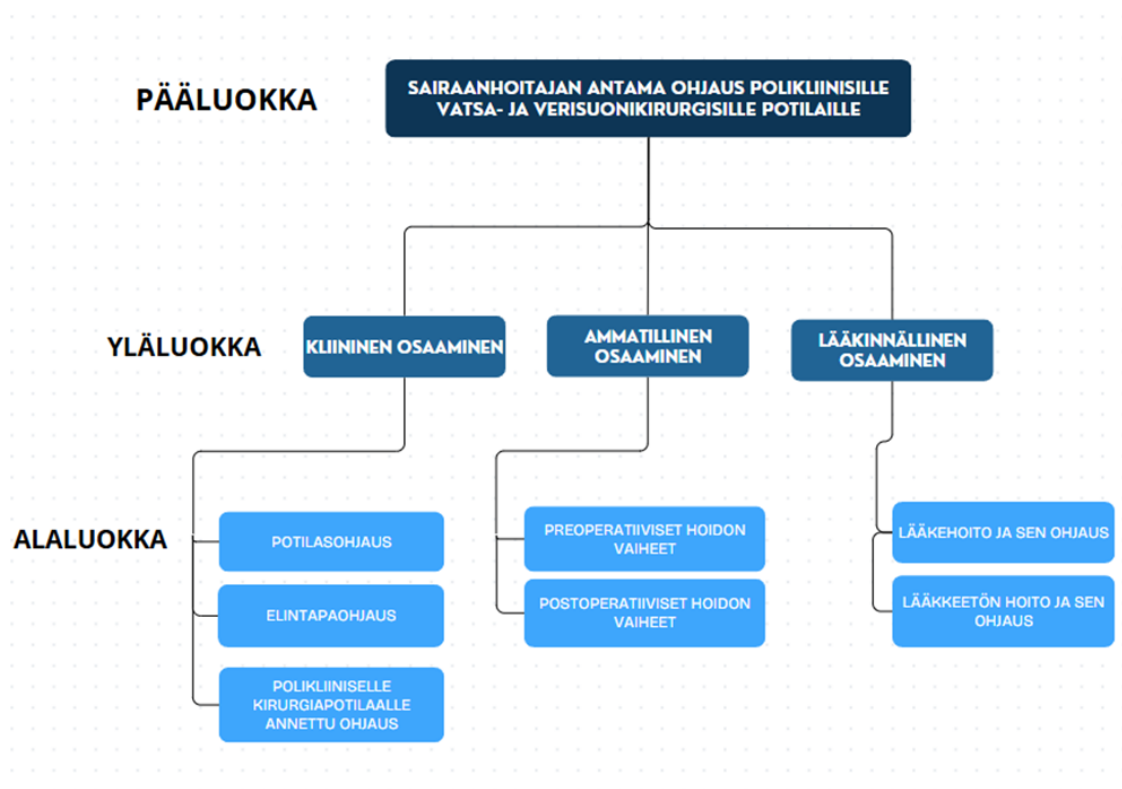 PÄÄLUOKKA
SAIRAANHOITAJAN ANTAMA OHJAUS POLIKLIINISILLE
VATSA- JA VERISUONIKIRURGISILLE POTILAILLE
YLÄLUOKKA
KLIININEN OSAAMINEN
AMMATILLINEN
OSAAMINEN
LÄÄKINNÄLLINEN
OSAAMINEN
ALALUOKKA
POTILASOHJAUS
ELINTAPAOHJAUS
POLIKLIINISELLE
KIRURGIAPOTILAALLE
ANNETTU OHJAUS
PREOPERATIIVISET HOIDON
VAIHEET
POSTOPERATIIVISET HOIDON
VAIHEET
LÄÄKEHOITO JA SEN OHJAUS
LÄÄKKEETÖN HOITO JA SEN
OHJAUS